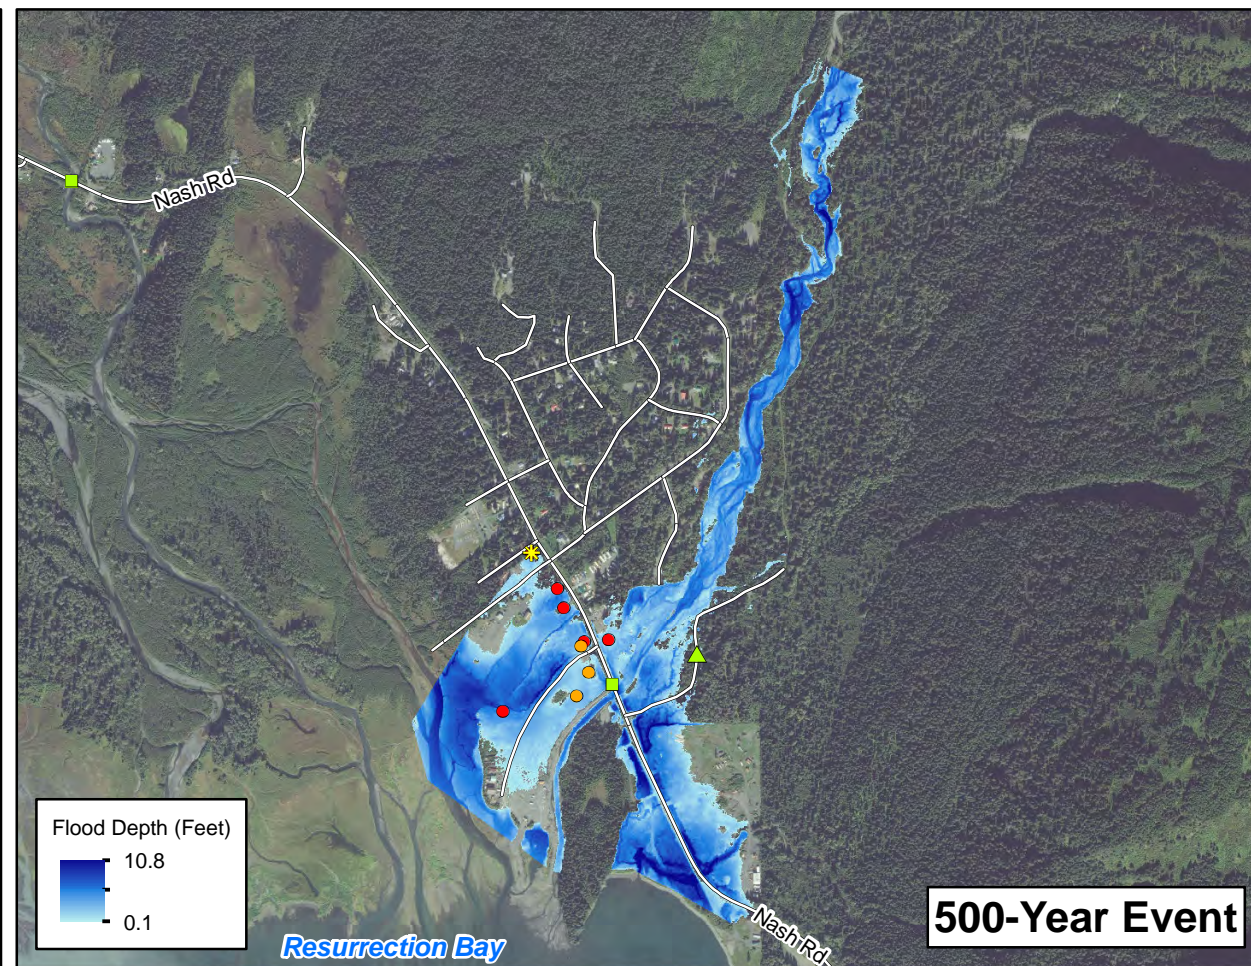 Nash Rd
Flood Depth (Feet)
10.8
0.1
Resurrection Bay
500-Year Event
Nash Rd